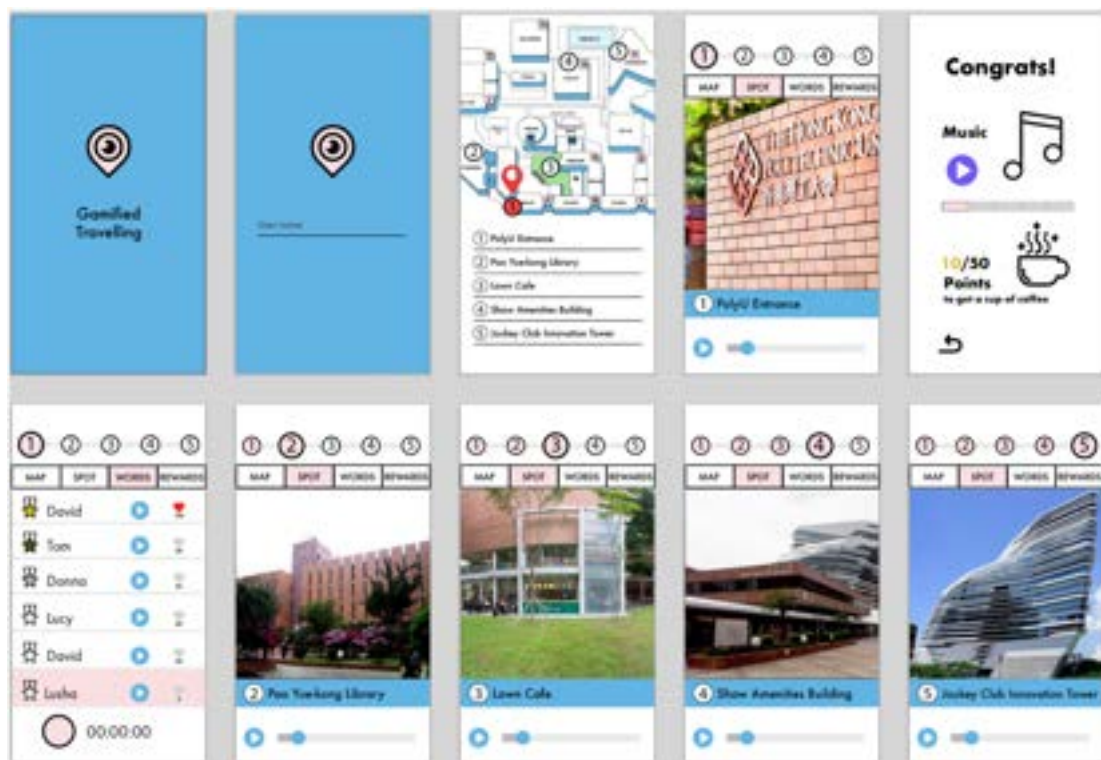 Gamified
Travelling
User name
1 PolyU Entrance
2 Pao Yue-kong Library
3 Lawn Cafe
4 Shaw Amenities Building
5 Jockey Club Innovation Tower
1 2 3 4 5
MAP SPOT WORDS REWARDS
THE HONG KONG
POLYTECHNIC UNI
1 PolyU Entrance
Congrats!
Music
10/50
Points
to get a cup of coffee
1 2 3 4 5
MAP SPOT WORDS REWARDS
David
Tom
Donna
Lucy
David
Lusha
00:00:00
1 2 3 4 5
MAP SPOT WORDS REWARDS
2 Pao Yue-kong Library
1 2 3 4 5
MAP SPOT WORDS REWARDS
3 Lawn Cafe
1 2 3 4 5
MAP SPOT WORDS REWARDS
4 Shaw Amenities Building
1 2 3 4 5
MAP SPOT WORDS REWARDS
5 Jockey Club Innovation Tower